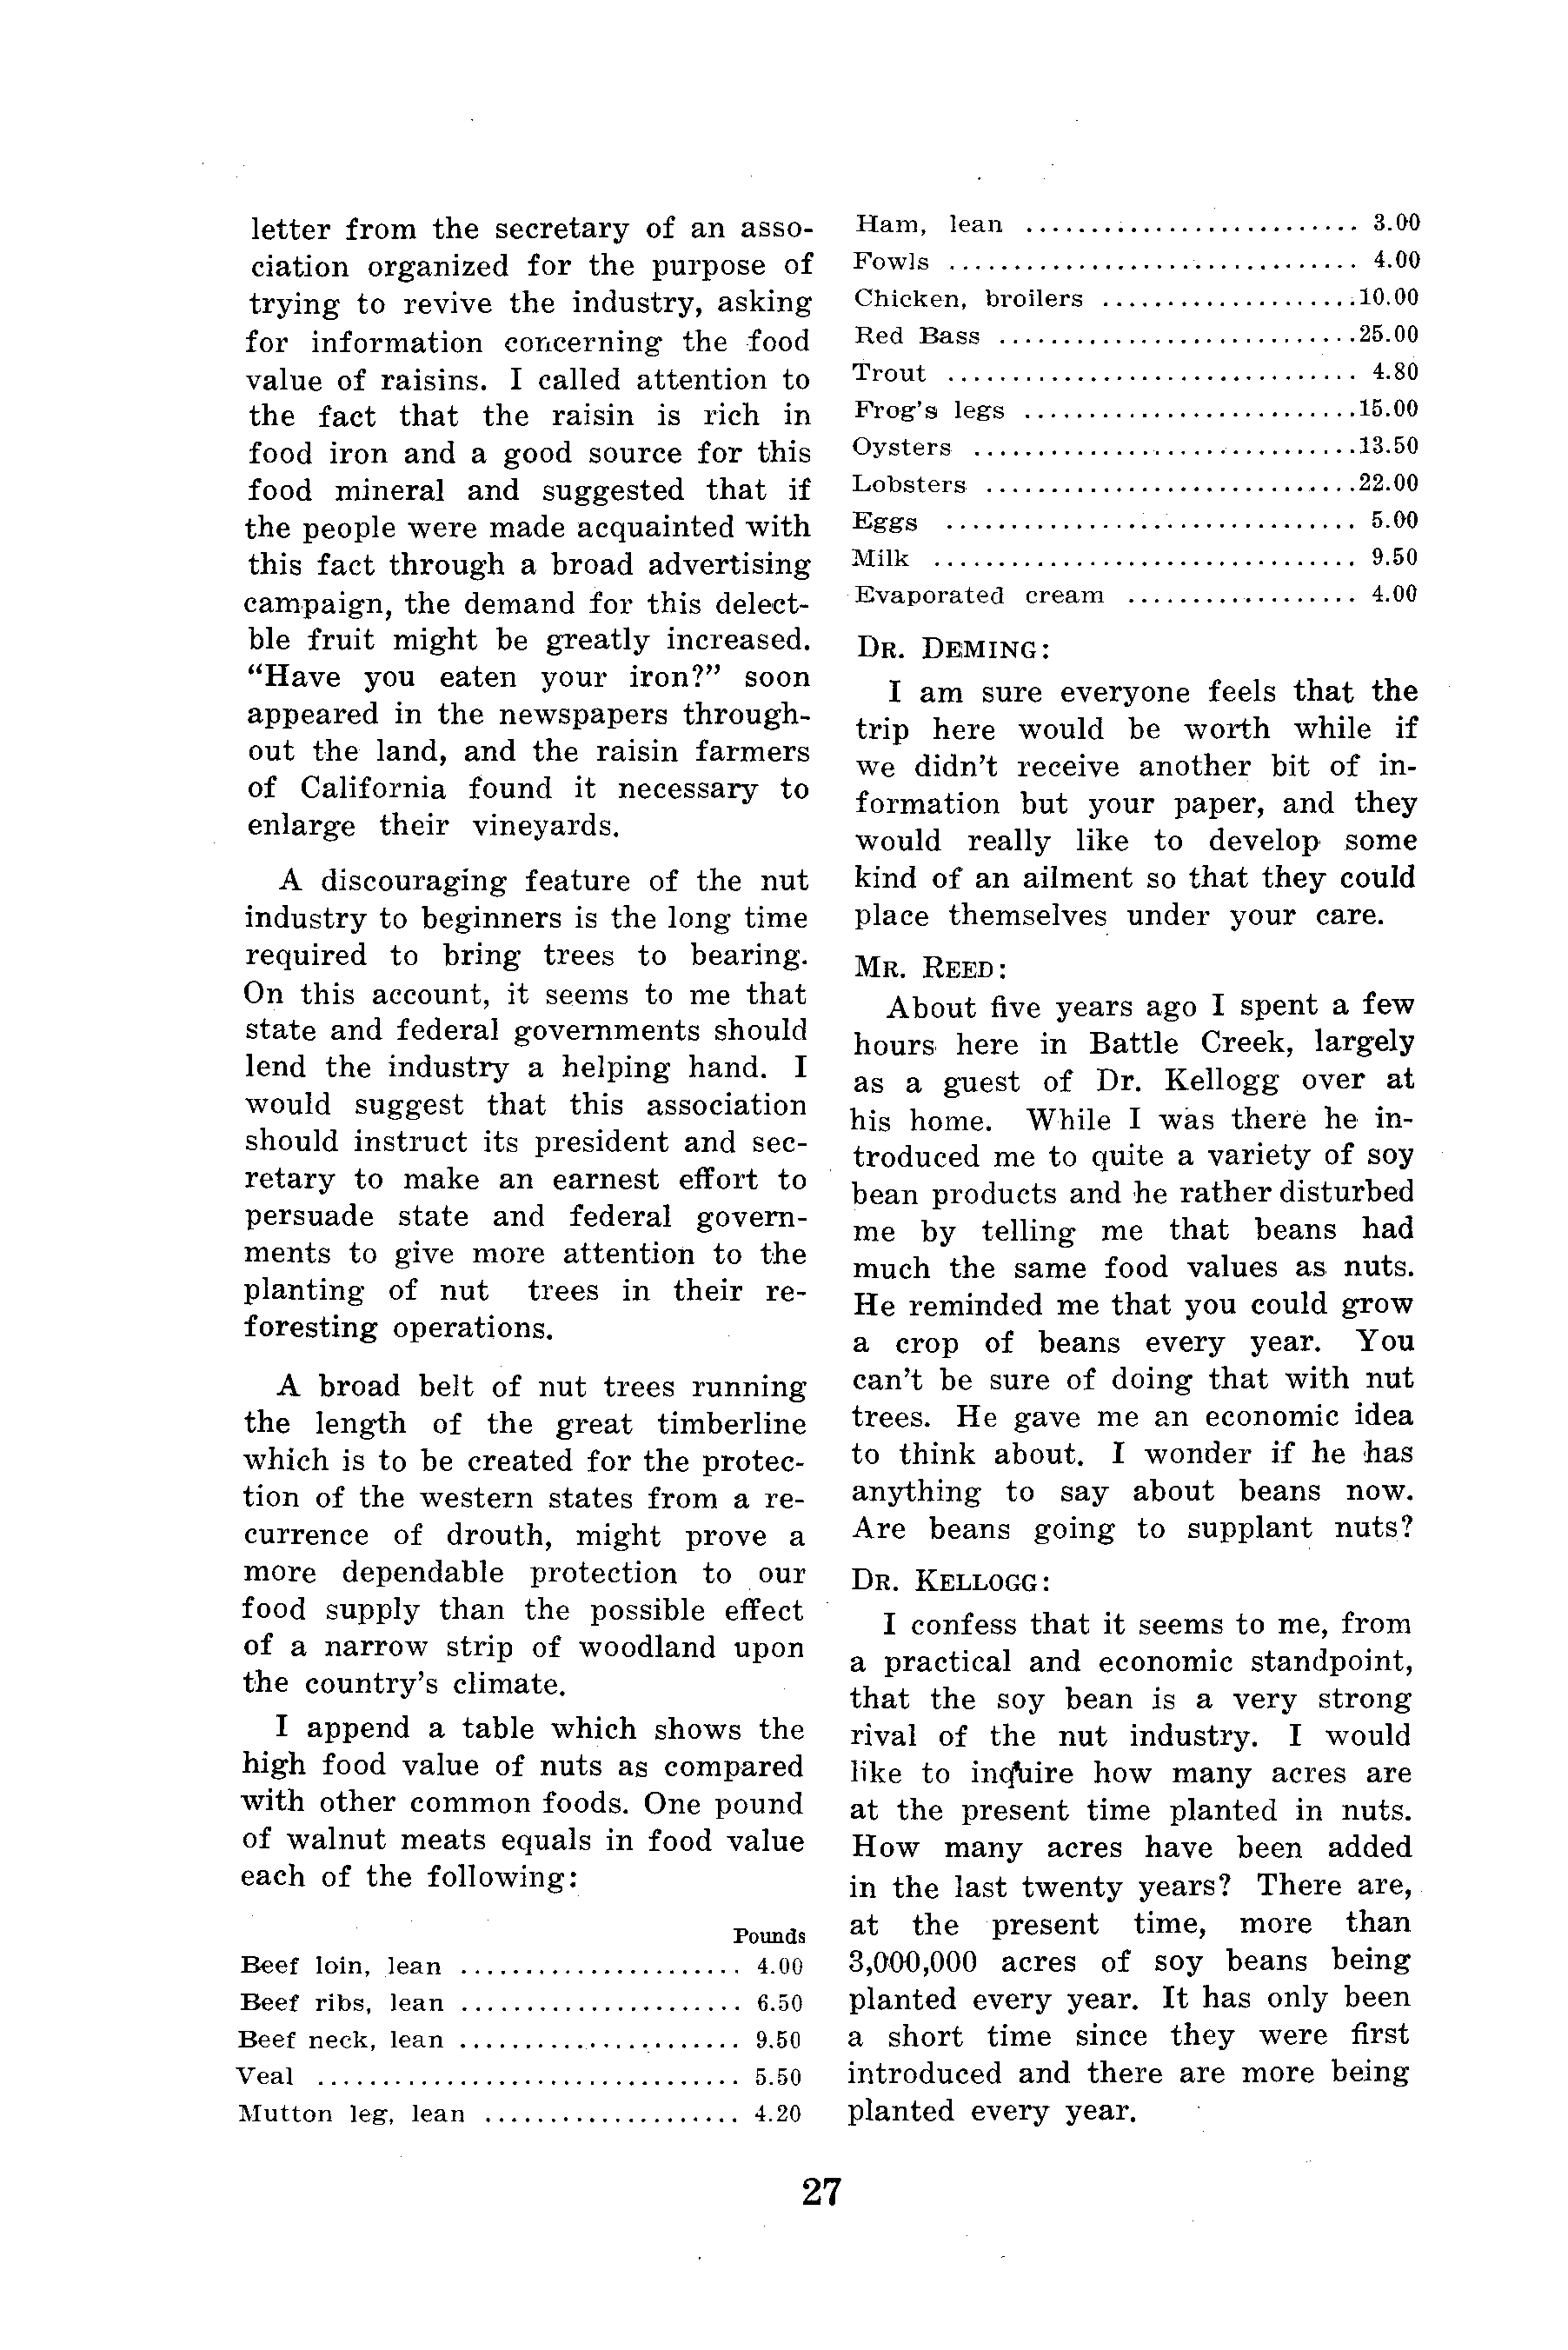 letter from the secretary of an asso-
ciation organized for the purpose of
trying to revive the industry, asking
for information concerning the food
value of raisins. I called attention to
the fact that the raisin is rich in
food iron and a good source for this
food mineral and suggested that if
the people were made acquainted with
this fact through a broad advertising
campaign, the demand for this delect-
ble fruit might be greatly increased.
“Have you eaten your iron?” soon
appeared in the newspapers through-
out the land, and the raisin farmers
of California found it necessary to
enlarge their vineyards.
A discouraging feature of the nut
industry to beginners is the long time
required to bring trees to bearing.
On this account, it seems to me that
state and federal governments should
lend the industry a helping hand. I
would suggest that this association
should instruct its president and sec-
retary to make an earnest effort to
persuade state and federal govern-
ments to give more attention to the
planting of nut trees in their re-
foresting operations.
A broad belt of nut trees running
the length of the great timberline
which is to be created for the protec-
tion of the western states from a re-
currence of drouth, might prove a
more dependable protection to our
food supply than the possible effect
of a narrow strip of woodland upon
the country's climate.
I append a table which shows the
high food value of nuts as compared
with other common foods. One pound
of walnut meats equals in food value
each of the following:
Pounds
Beef loin, lean ...................... 4.00
Beef ribs, lean ...................... 6.50
Beef neck, lean ...................... 9.50
Veal ................................. 5.50
Mutton leg, lean .................... 4.20
Ham, lean .......................... 3.00
Fowls ................................ 4.00
Chicken, broilers ....................10.00
Red Bass ............................25.00
Trout ................................ 4.80
Frog's legs ..........................15.00
Oysters ..............................13.50
Lobsters .............................22.00
Eggs ................................ 5.00
Milk ................................. 9.50
Evaporated cream .................. 4.00
DR. DEMING:
I am sure everyone feels that the
trip here would be worth while if
we didn't receive another bit of in-
formation but your paper, and they
would really like to develop some
kind of an ailment so that they could
place themselves under your care.
MR. REED:
About five years ago I spent a few
hours here in Battle Creek, largely
as a guest of Dr. Kellogg over at
his home. While I was there he in-
troduced me to quite a variety of soy
bean products and he rather disturbed
me by telling me that beans had
much the same food values as nuts.
He reminded me that you could grow
a crop of beans every year. You
can't be sure of doing that with nut
trees. He gave me an economic idea
to think about. I wonder if he has
anything to say about beans now.
Are beans going to supplant nuts?
DR. KELLOGG:
I confess that it seems to me, from
a practical and economic standpoint,
that the soy bean is a very strong
rival of the nut industry. I would
like to inquire how many acres are
at the present time planted in nuts.
How many acres have been added
in the last twenty years? There are,
at the present time, more than
3,000,000 acres of soy beans being
planted every year. It has only been
a short time since they were first
introduced and there are more being
planted every year.
27